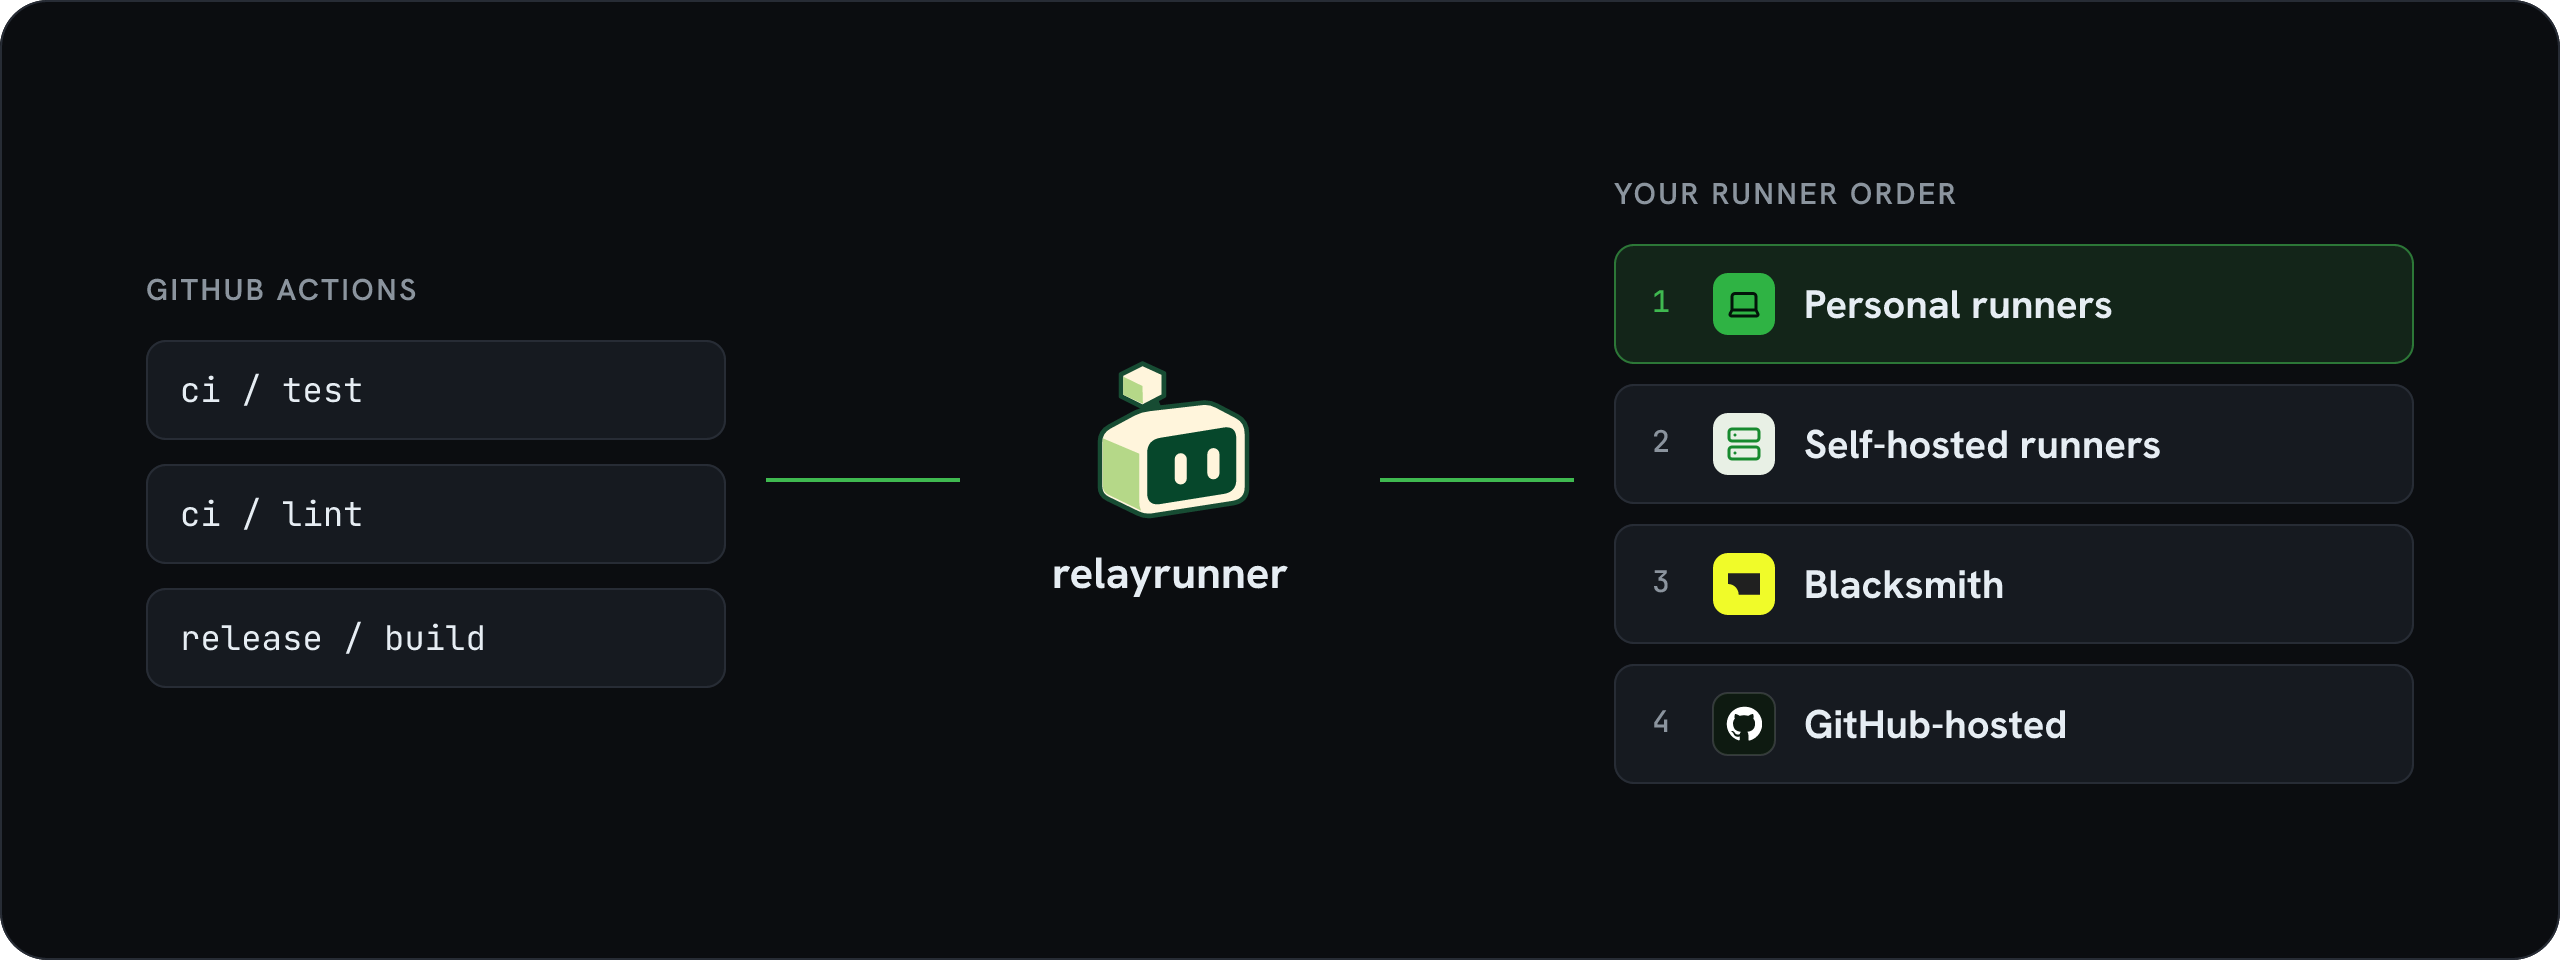 GITHUB ACTIONS
ci / test
ci / lint
release / build
relayrunner
YOUR RUNNER ORDER
1 Personal runners
2 Self-hosted runners
3 Blacksmith
4 GitHub-hosted